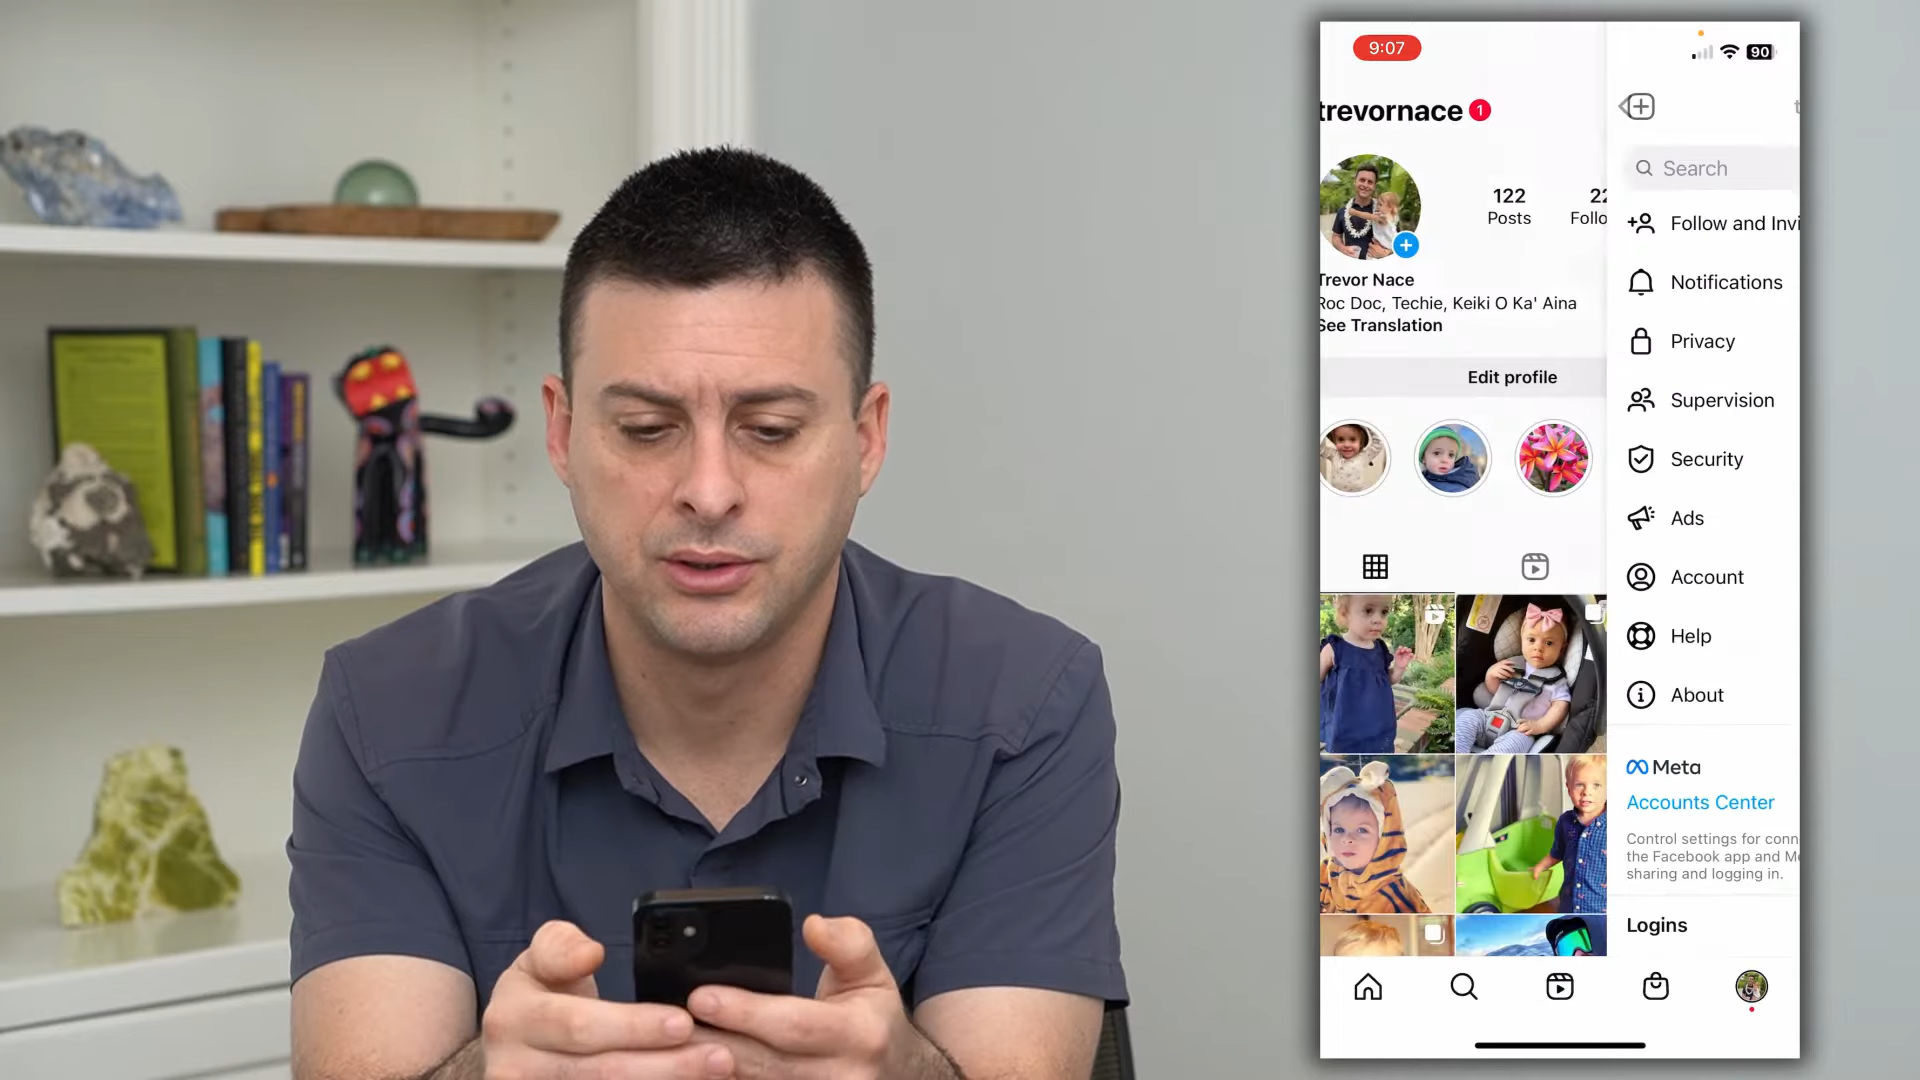 9:07
90
trevornace 1
Search
122
Posts
22
Follo
Follow and Invi
Notifications
Trevor Nace
Roc Doc, Techie, Keiki O Ka' Aina
See Translation
Privacy
Edit profile
Supervision
Security
Ads
Account
Help
About
Meta
Accounts Center
Control settings for conn
the Facebook app and Me
sharing and logging in.
Logins